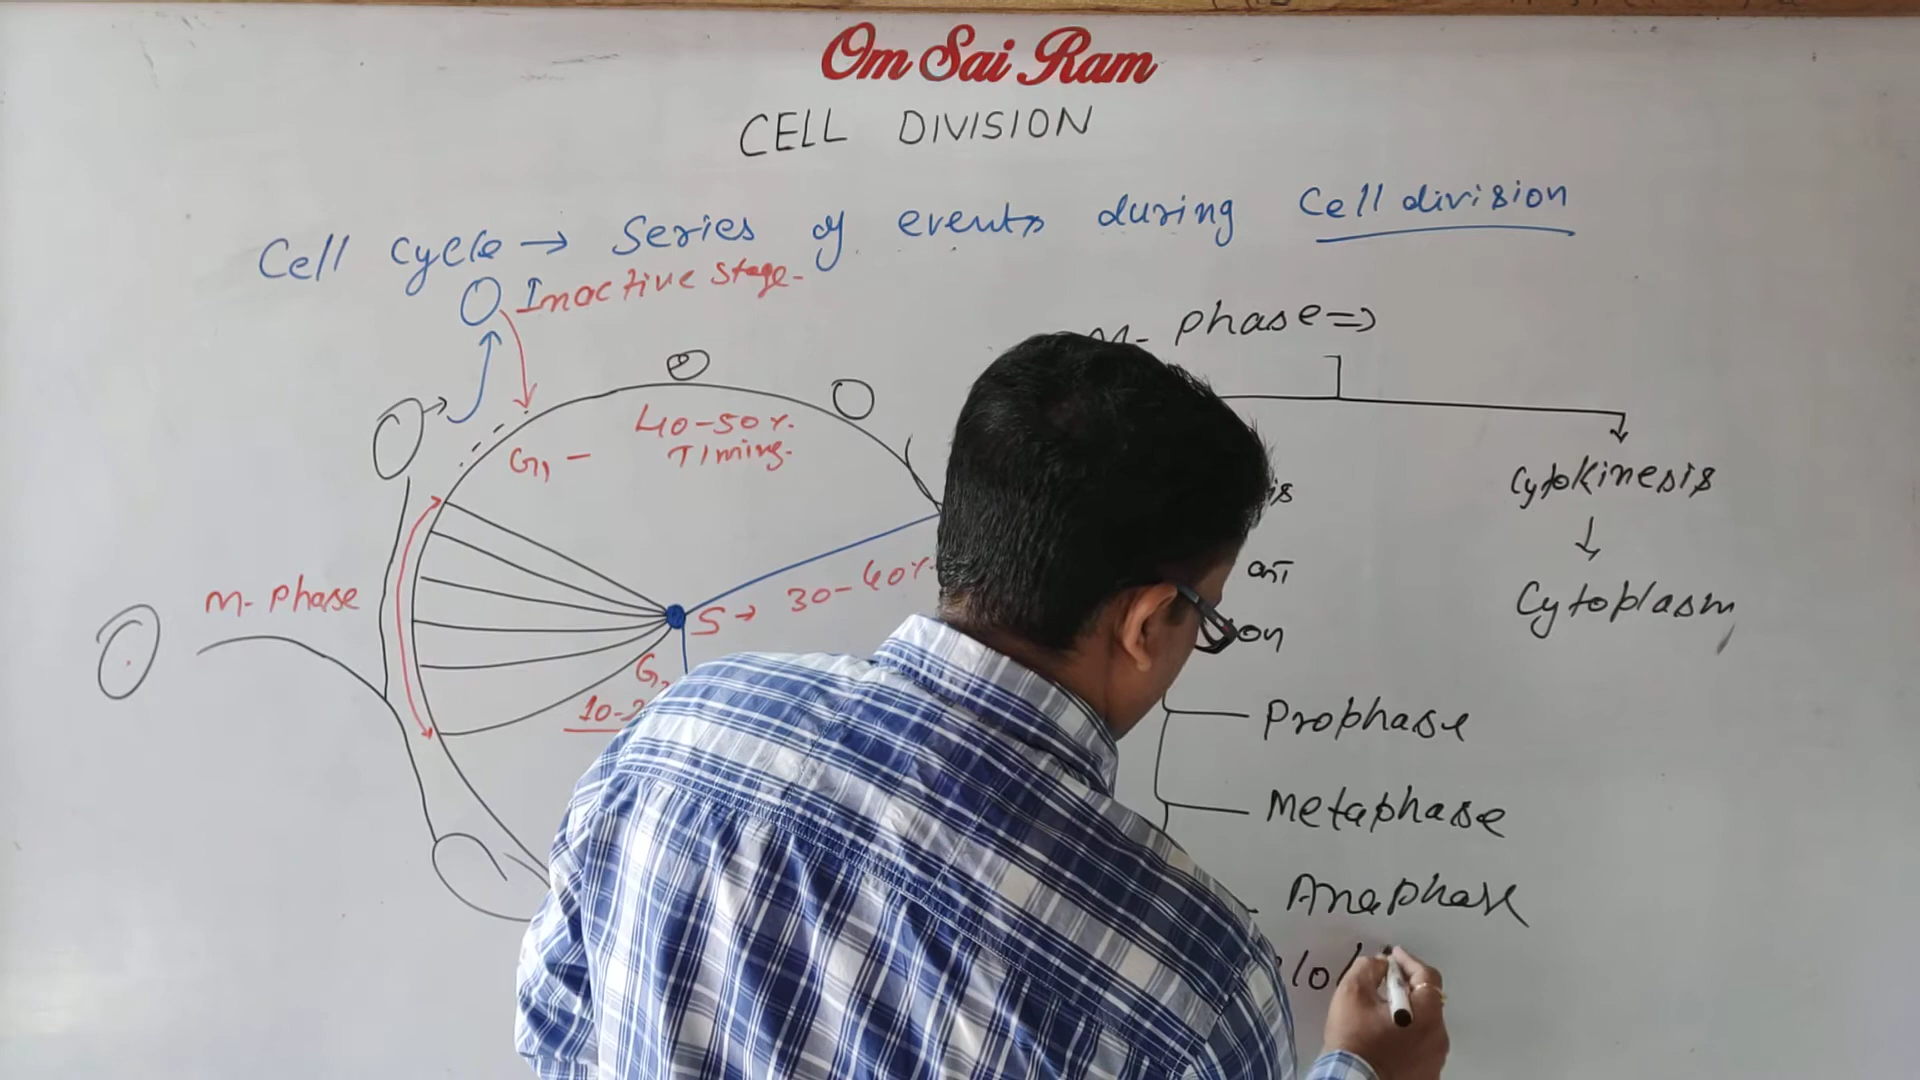 Om Sai Ram
CELL DIVISION
Cell cycle → Series of events during Cell division
Inactive stage.
M- phase ⇒
G1 -
40-50%.
Timing.
Cytokinesis
↓
Cytoplasm
M- Phase
S → 30-40%.
G2
Prophase
Metaphase
Anaphase